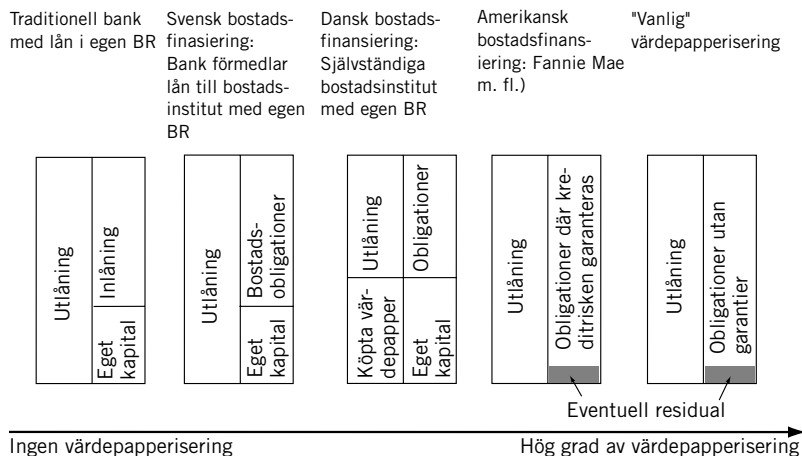 Traditionell bank
med lån i egen BR
Svensk bostads-
finasiering:
Bank förmedlar
lån till bostads-
institut med egen
BR
Dansk bostads-
finansiering:
Självständiga
bostadsinstitut
med egen BR
Amerikansk
bostadsfinans-
iering: Fannie Mae
m. fl.)
"Vanlig"
värdepapperisering
Utlåning
Inlåning
Eget
kapital
Utlåning
Bostads-
obligationer
Eget
kapital
Utlåning
Köpta vär-
depapper
Obligationer
Eget
kapital
Utlåning
Obligationer där kre-
ditrisken garanteras
Utlåning
Obligationer utan
garantier
Eventuell residual
Ingen värdepapperisering
Hög grad av värdepapperisering